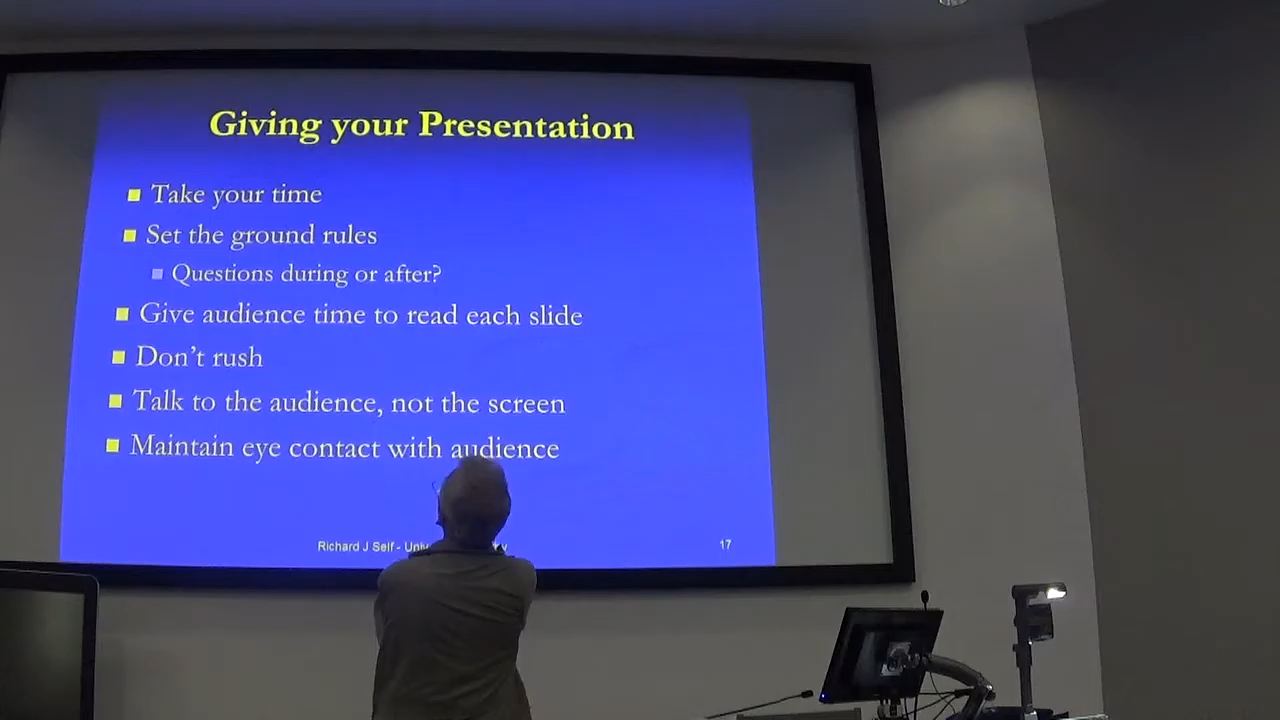 Giving your Presentation
Take your time
Set the ground rules
Questions during or after?
Give audience time to read each slide
Don't rush
Talk to the audience, not the screen
Maintain eye contact with audience
Richard J Self -
17